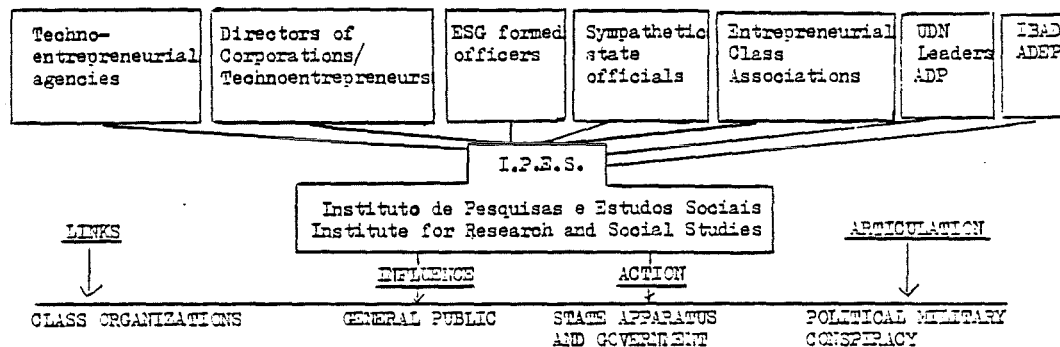 Techno-
entrepreneurial
agencies
Directors of
Corporations/
Technoentrepreneurs
ESG formed
officers
Sympathetic
state
officials
Entrepreneurial
Class
Associations
UDN
Leaders
ADP
IBAD
ADEP
I.P.E.S.
Instituto de Pesquisas e Estudos Sociais
Institute for Research and Social Studies
LINKS
INFLUENCE
ACTION
ARTICULATION
CLASS ORGANIZATIONS
GENERAL PUBLIC
STATE APPARATUS
AND GOVERNMENT
POLITICAL MILITARY
CONSPIRACY